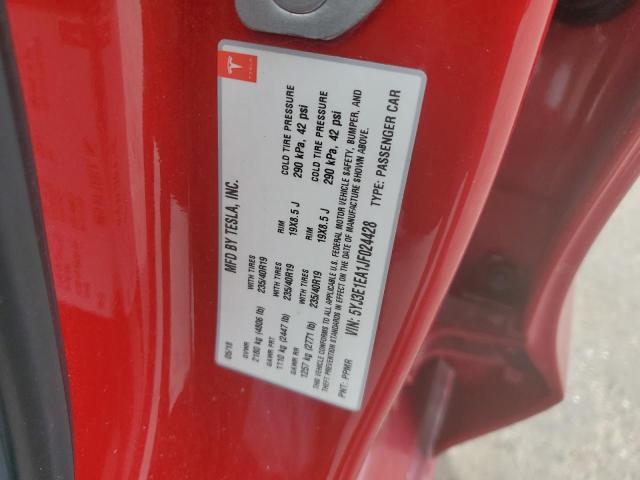 TESLA
MFD BY TESLA, INC.
05/18
GVWR WITH TIRES RIM COLD TIRE PRESSURE
2180 kg (4806 lb) 235/40R19 19X8.5 J 290 kPa, 42 psi
GAWR FRT WITH TIRES RIM COLD TIRE PRESSURE
1110 kg (2447 lb) 235/40R19 19X8.5 J 290 kPa, 42 psi
GAWR RR WITH TIRES
1257 kg (2771 lb) 235/40R19
THIS VEHICLE CONFORMS TO ALL APPLICABLE U.S. FEDERAL MOTOR VEHICLE SAFETY, BUMPER, AND
THEFT PREVENTION STANDARDS IN EFFECT ON THE DATE OF MANUFACTURE SHOWN ABOVE.
PNT: PPMR VIN: 5YJ3E1EA1JF024428 TYPE: PASSENGER CAR